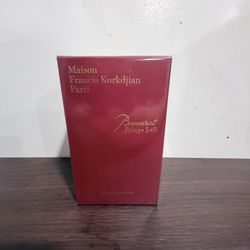 Maison
Francis Kurkdjian
Paris
Baccarat
Rouge 540